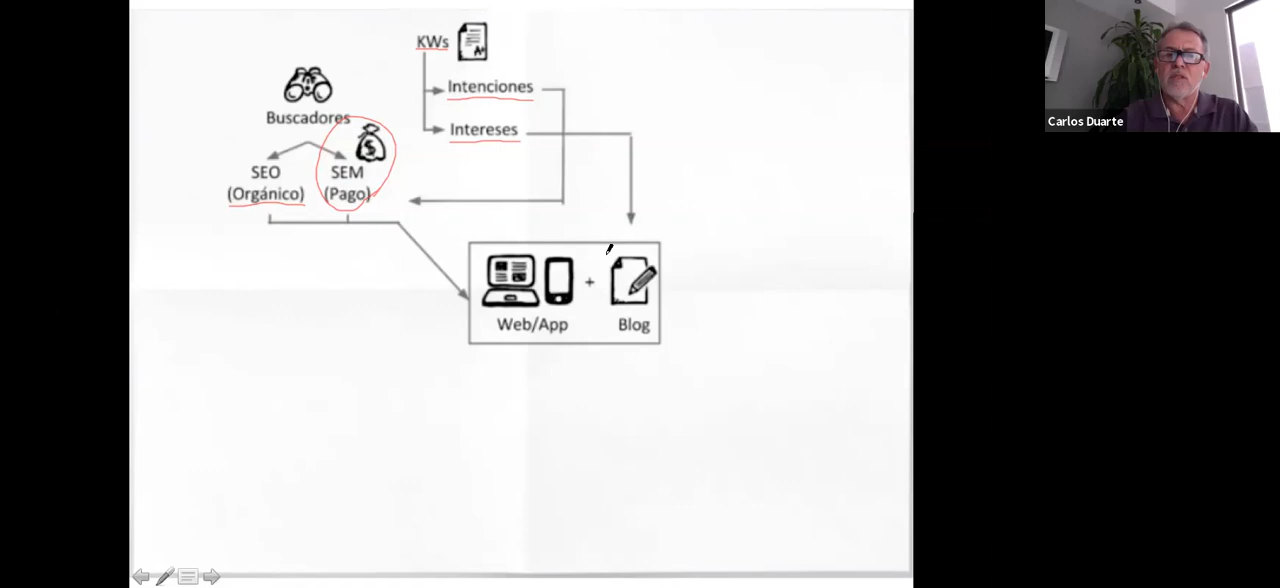 KWs
A+
Intenciones
Intereses
Buscadores
$
SEO
(Orgánico)
SEM
(Pago)
+
Web/App
Blog
Carlos Duarte